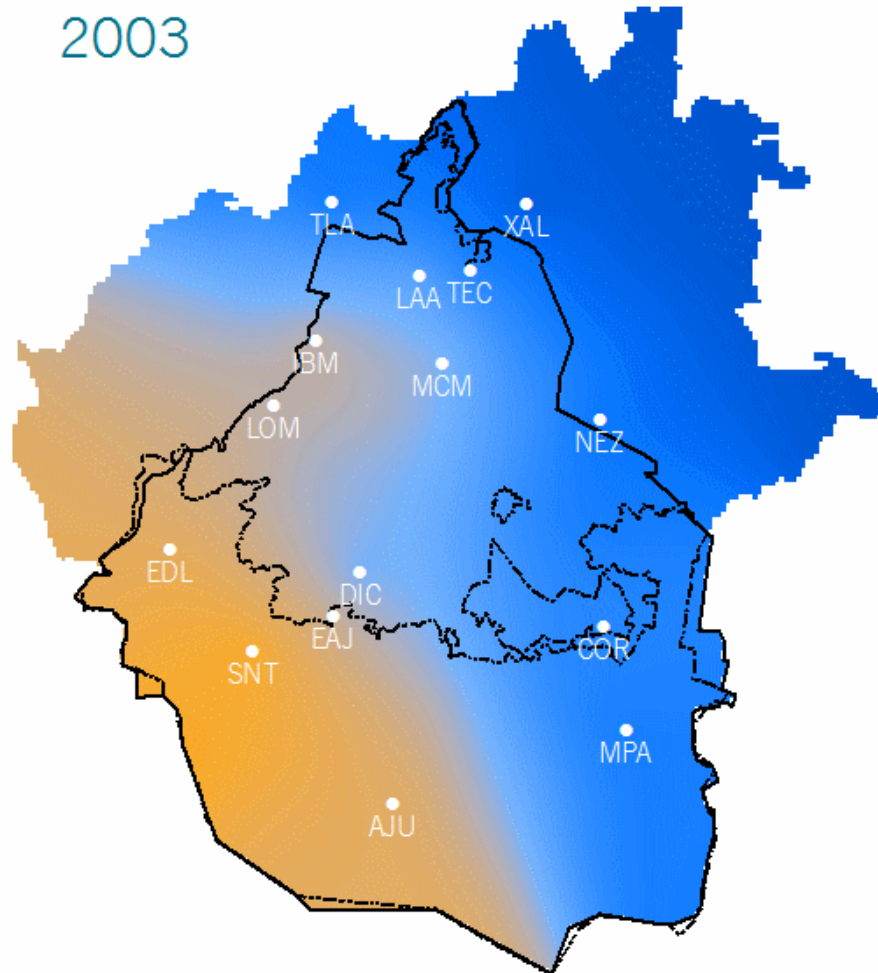 2003
TLA
XAL
LAA
TEC
IBM
MCM
LOM
NEZ
EDL
DIC
EAJ
COR
SNT
MPA
AJU